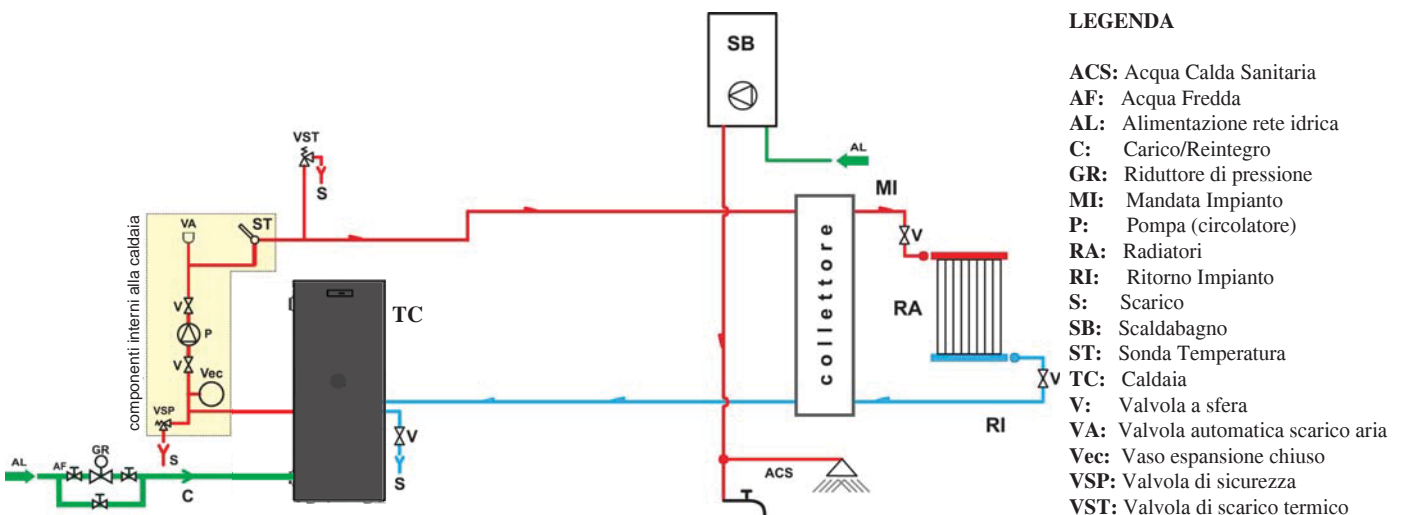 SB
AL
VST
S
VA
ST
V
P
V
Vec
VSP
S
componenti interni alla caldaia
AL
AF
GR
C
TC
V
S
MI
V
collettore
RA
V
RI
ACS
LEGENDA
ACS: Acqua Calda Sanitaria
AF: Acqua Fredda
AL: Alimentazione rete idrica
C: Carico/Reintegro
GR: Riduttore di pressione
MI: Mandata Impianto
P: Pompa (circolatore)
RA: Radiatori
RI: Ritorno Impianto
S: Scarico
SB: Scaldabagno
ST: Sonda Temperatura
TC: Caldaia
V: Valvola a sfera
VA: Valvola automatica scarico aria
Vec: Vaso espansione chiuso
VSP: Valvola di sicurezza
VST: Valvola di scarico termico